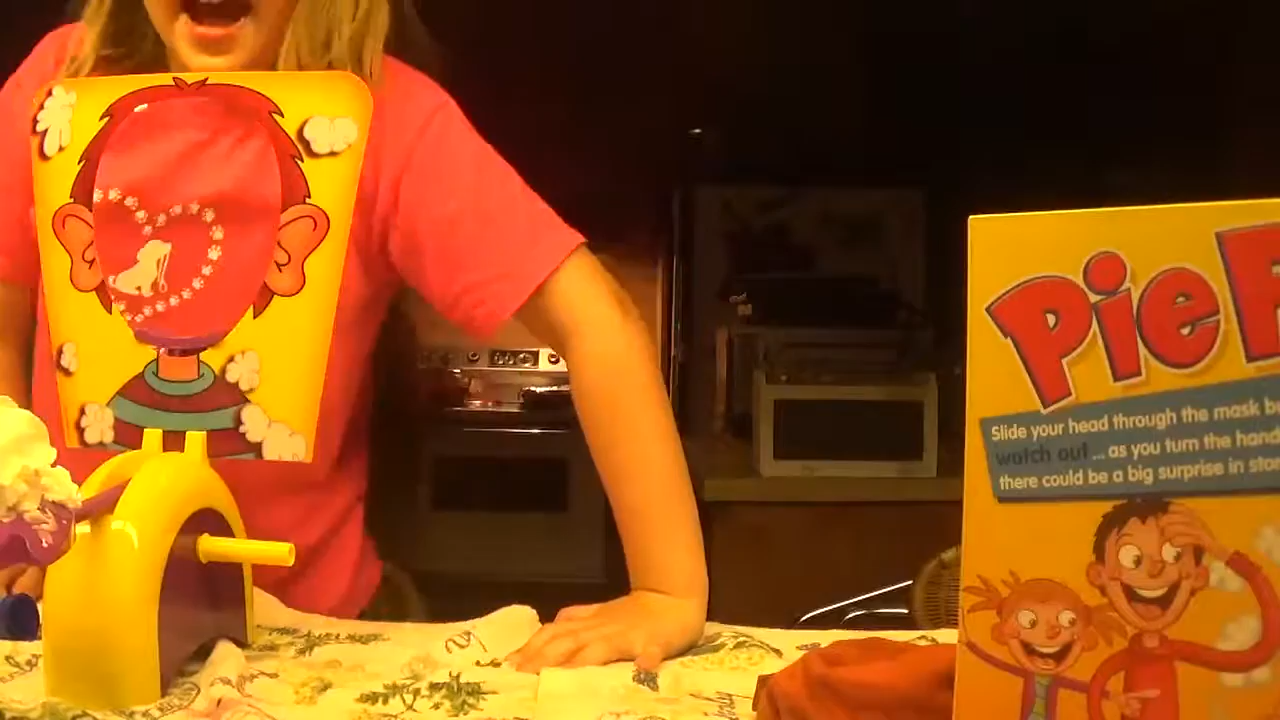 Pie F
Slide your head through the mask b
watch out ... as you turn the hand
there could be a big surprise in sto